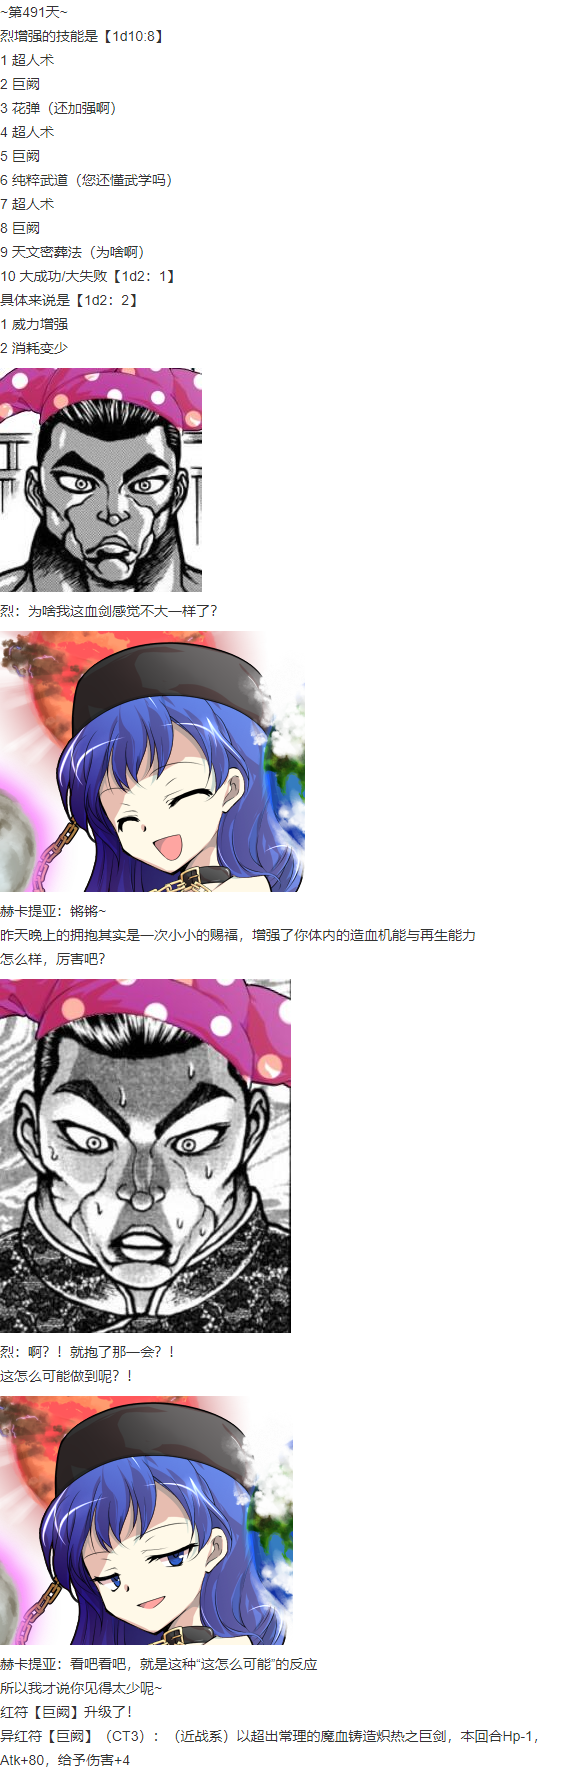 ~第491天~
烈增强的技能是【1d10:8】
1 超人术
2 巨阙
3 花弹（还加强啊）
4 超人术
5 巨阙
6 纯粹武道（您还懂武学吗）
7 超人术
8 巨阙
9 天文密葬法（为啥啊）
10 大成功/大失败【1d2：1】
具体来说是【1d2：2】
1 威力增强
2 消耗变少
烈：为啥我这血剑感觉不大一样了？
赫卡提亚：锵锵~
昨天晚上的拥抱其实是一次小小的赐福，增强了你体内的造血机能与再生能力
怎么样，厉害吧？
烈：啊？！就抱了那一会？！
这怎么可能做到呢？！
赫卡提亚：看吧看吧，就是这种“这怎么可能”的反应
所以我才说你见得太少呢~
红符【巨阙】升级了！
异红符【巨阙】（CT3）：（近战系）以超出常理的魔血铸造炽热之巨剑，本回合Hp-1，
Atk+80，给予伤害+4